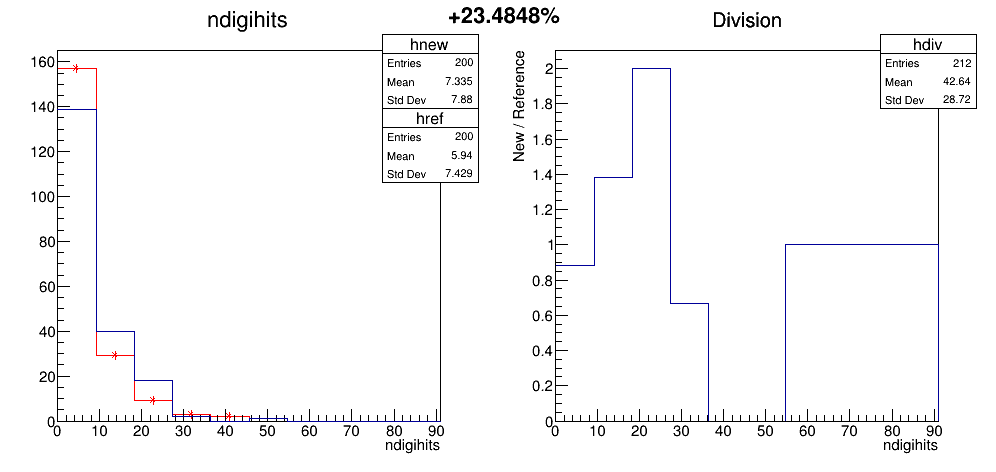 +23.4848%
ndigihits
hnew
Entries 200
Mean 7.335
Std Dev 7.88
href
Entries 200
Mean 5.94
Std Dev 7.429
160
140
120
100
80
60
40
20
0
0 10 20 30 40 50 60 70 80 90
ndigihits
Division
hdiv
Entries 212
Mean 42.64
Std Dev 28.72
New / Reference
2
1.8
1.6
1.4
1.2
1
0.8
0.6
0.4
0.2
0
0 10 20 30 40 50 60 70 80 90
ndigihits